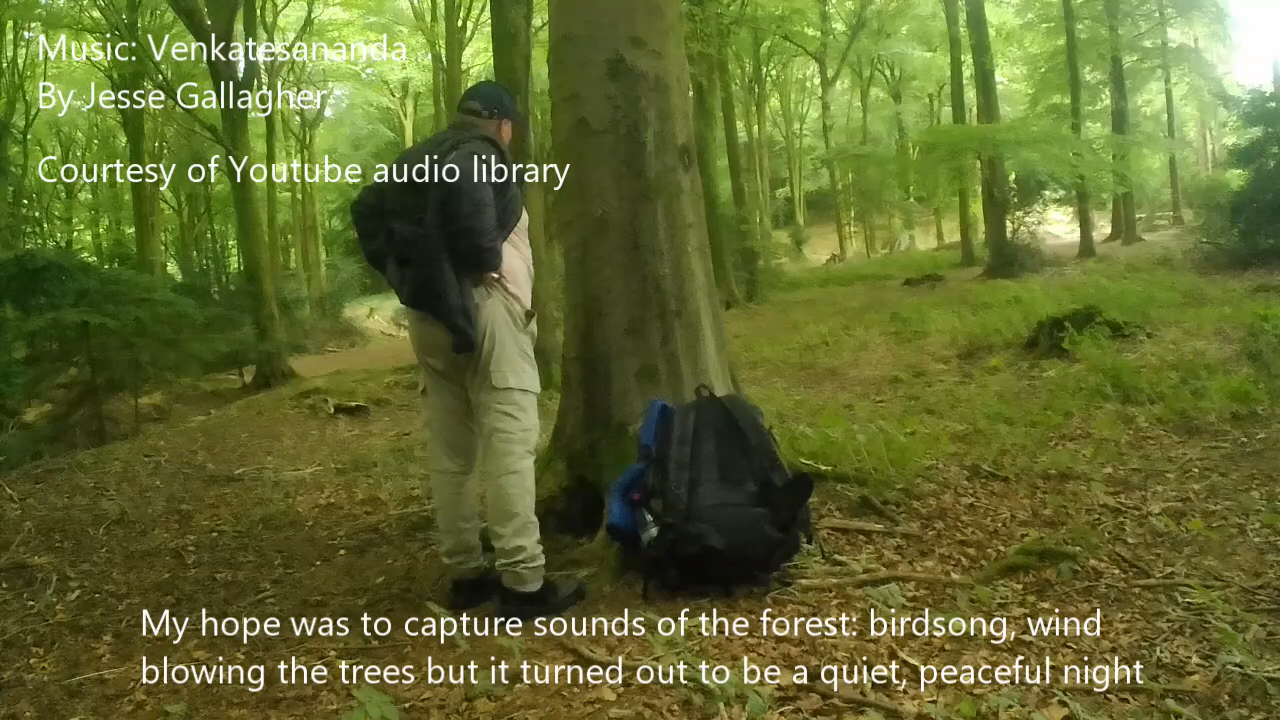 Music: Venkatesananda
By Jesse Gallagher
Courtesy of Youtube audio library
My hope was to capture sounds of the forest: birdsong, wind
blowing the trees but it turned out to be a quiet, peaceful night